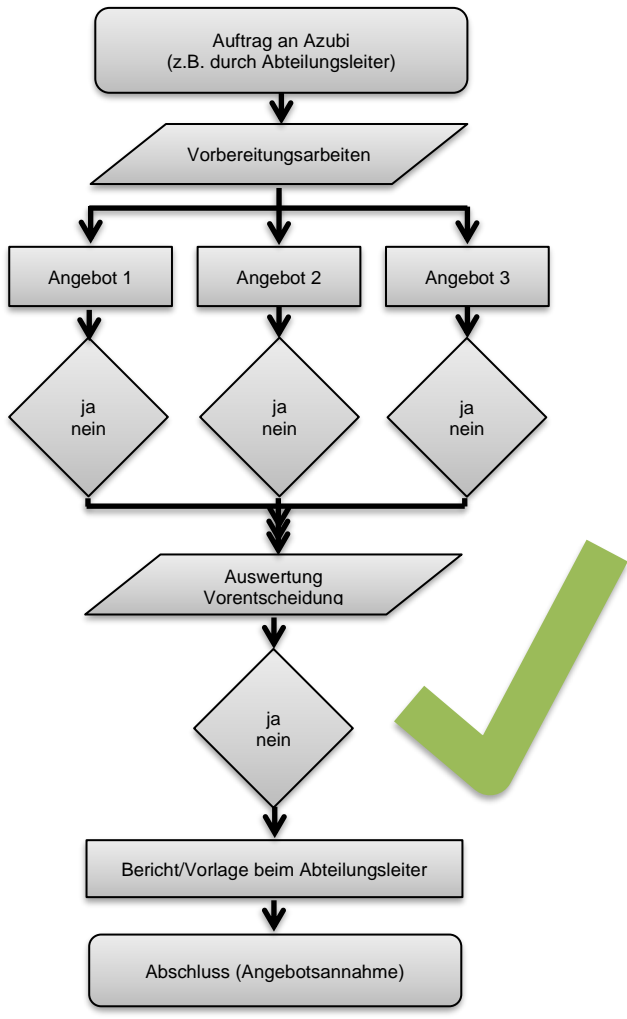 Auftrag an Azubi
(z.B. durch Abteilungsleiter)
Vorbereitungsarbeiten
Angebot 1
Angebot 2
Angebot 3
ja
nein
ja
nein
ja
nein
Auswertung
Vorentscheidung
ja
nein
Bericht/Vorlage beim Abteilungsleiter
Abschluss (Angebotsannahme)